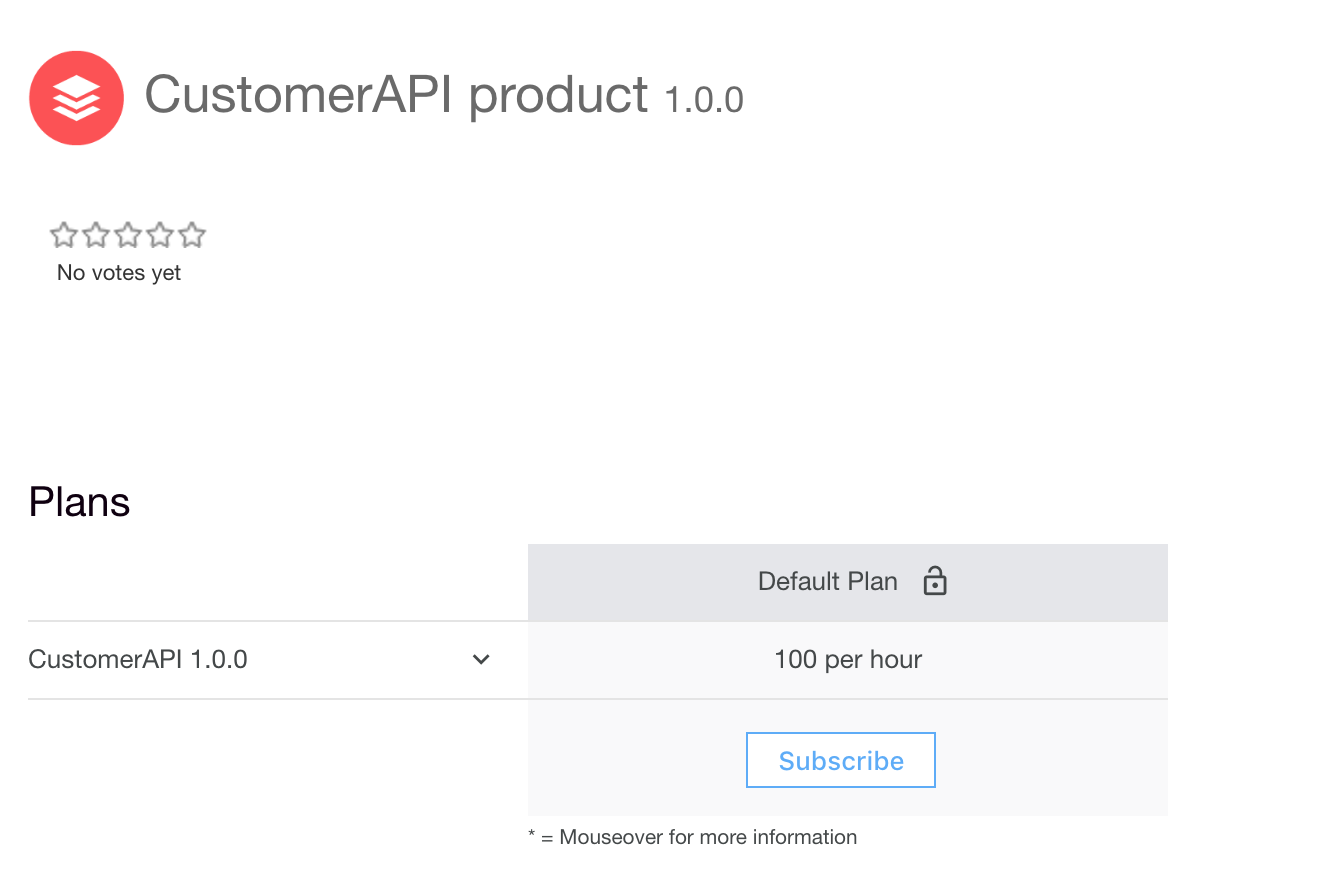 CustomerAPI product 1.0.0
No votes yet
Plans
Default Plan
CustomerAPI 1.0.0
100 per hour
Subscribe
* = Mouseover for more information